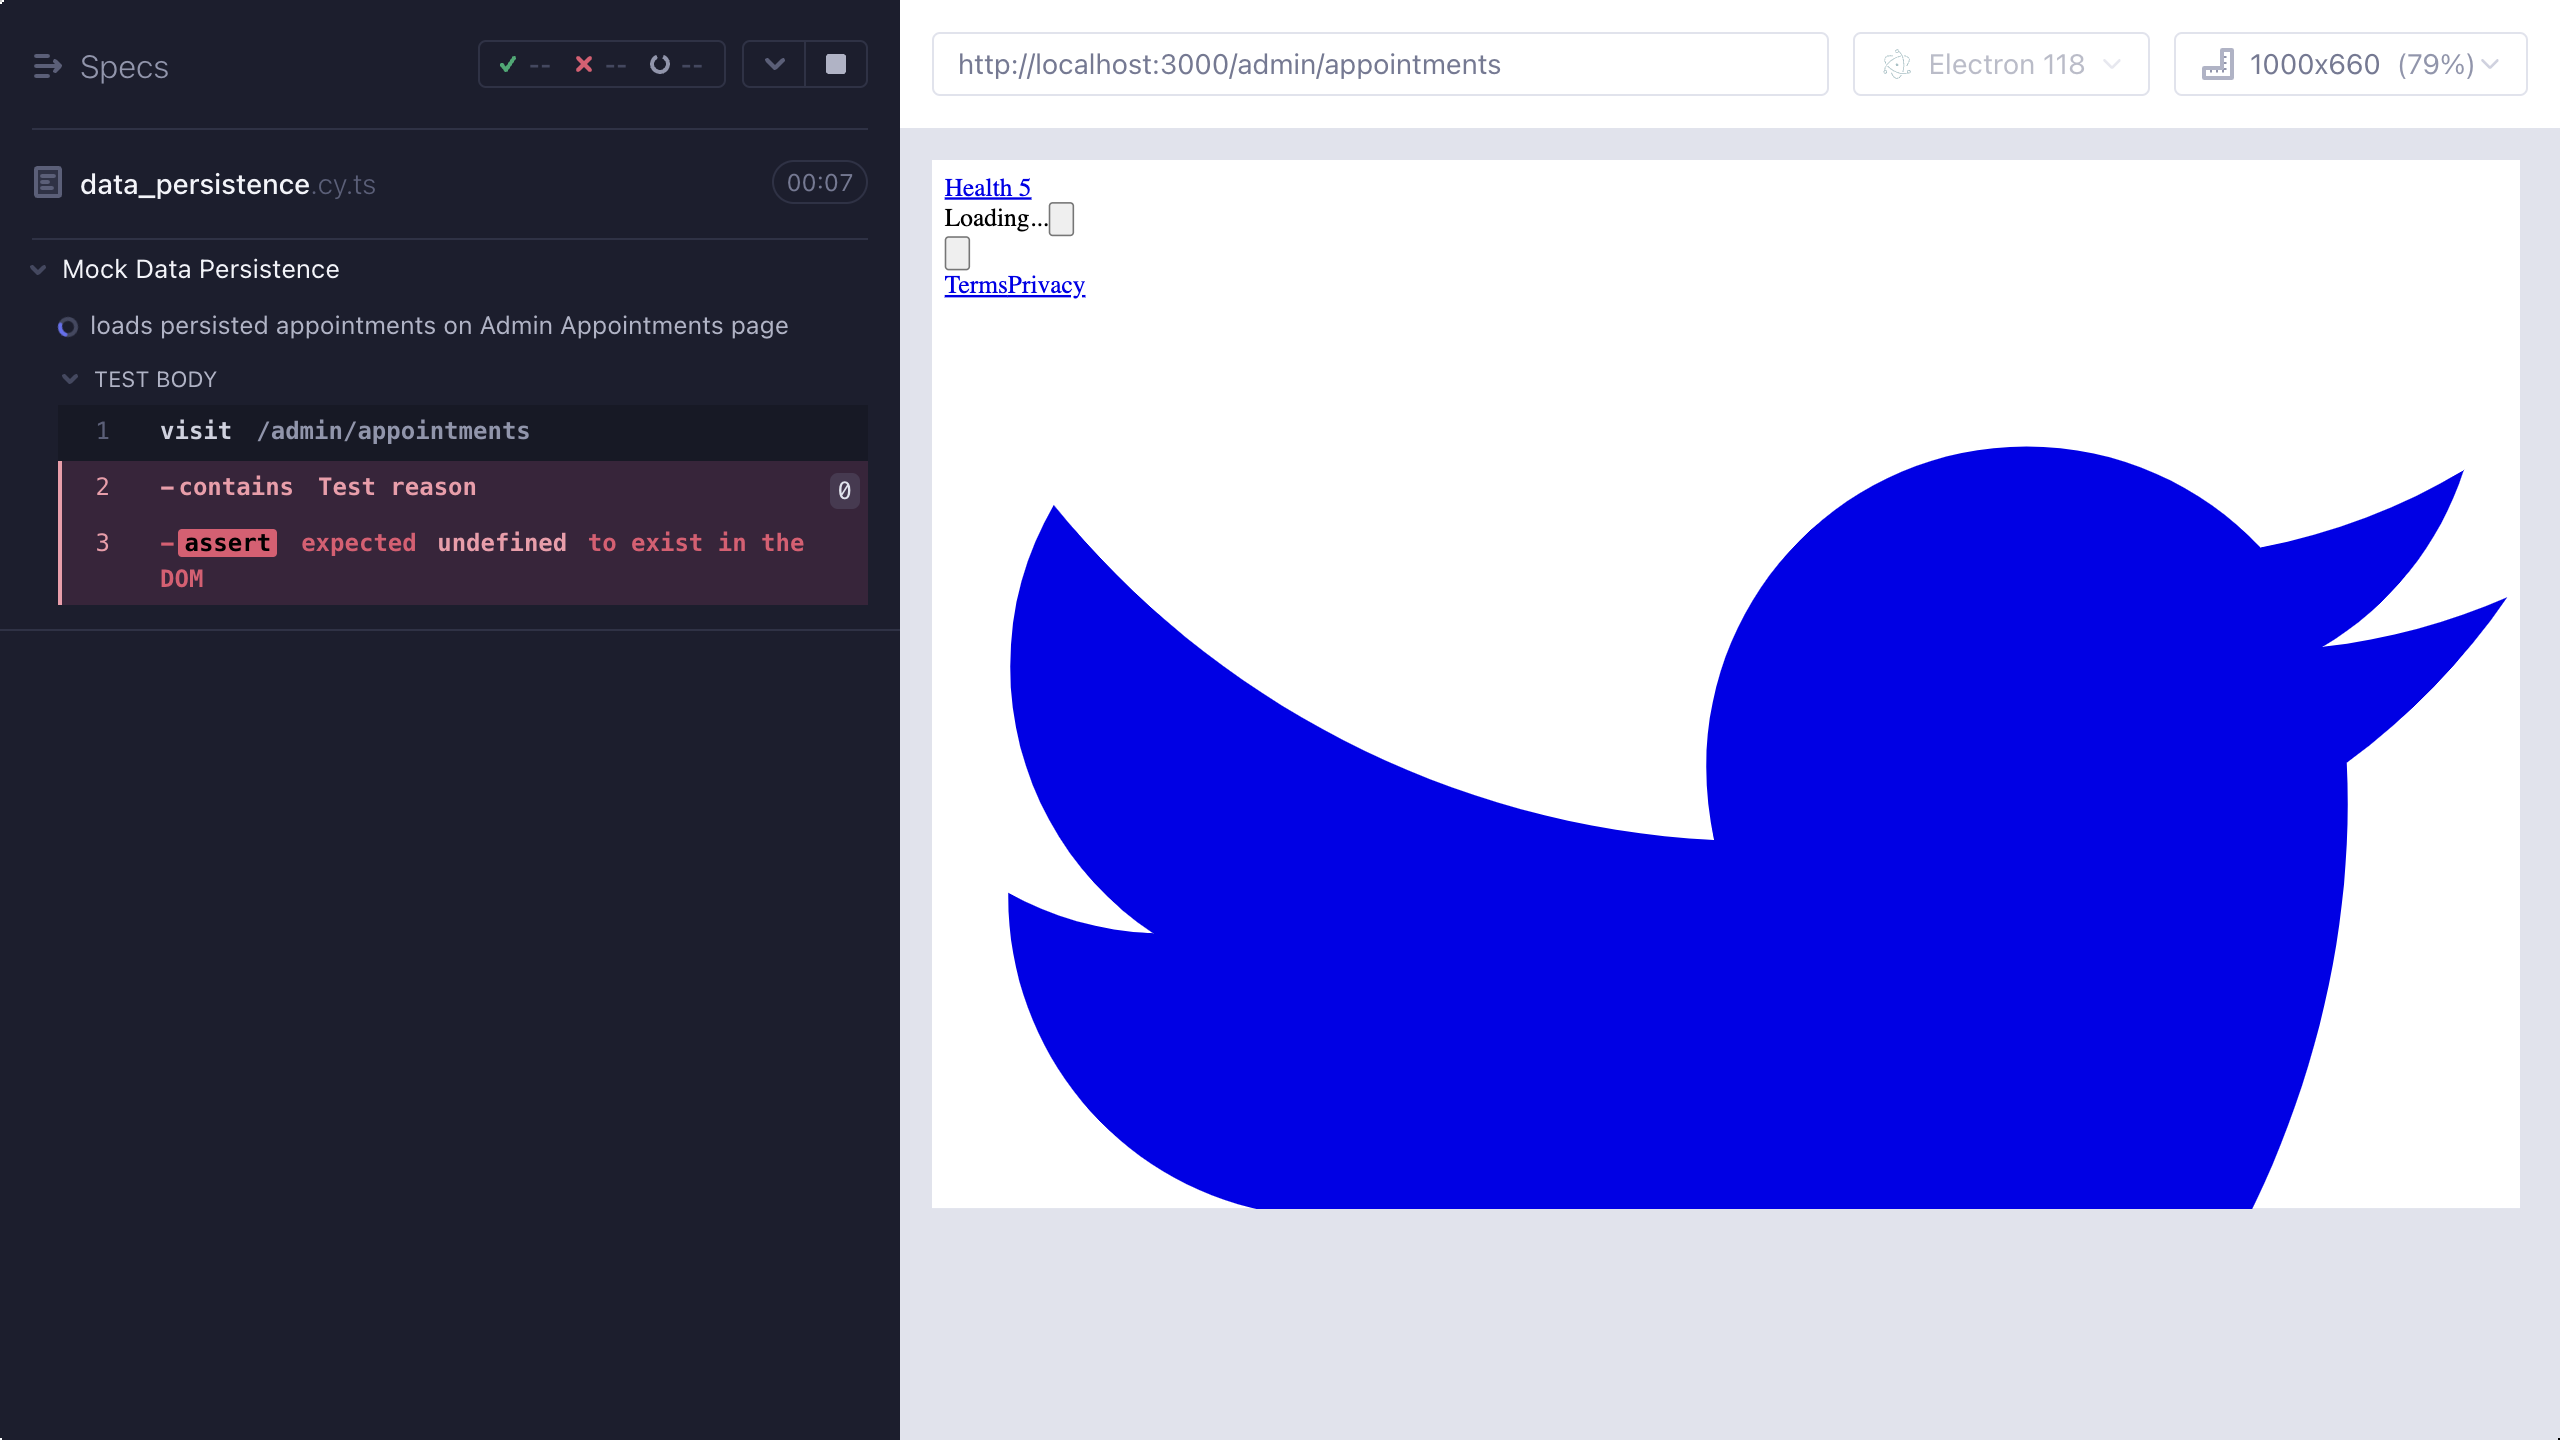 Specs
-- -- --
data_persistence.cy.ts
00:07
Mock Data Persistence
loads persisted appointments on Admin Appointments page
TEST BODY
1 visit /admin/appointments
2 -contains Test reason 0
3 -assert expected undefined to exist in the
DOM
http://localhost:3000/admin/appointments
Electron 118
1000x660 (79%)
Health 5
Loading...
TermsPrivacy